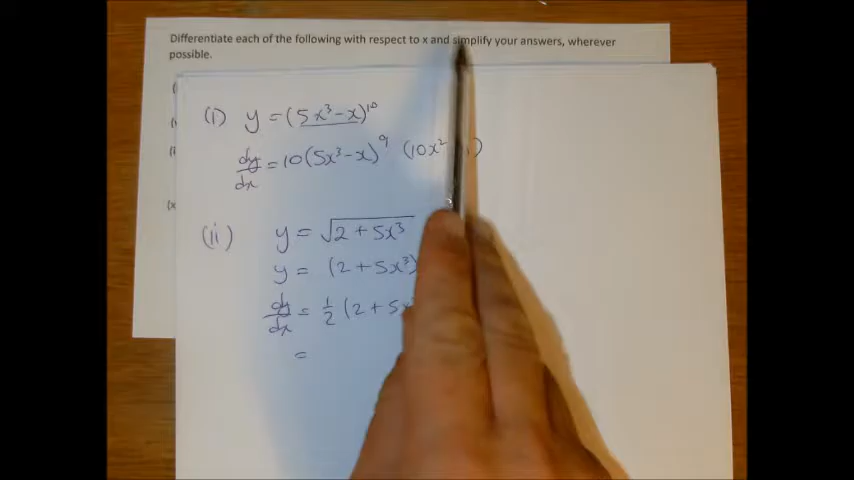 Differentiate each of the following with respect to x and simplify your answers, wherever
possible.
(i) y = (5x³ - x)¹⁰
dy/dx = 10(5x³ - x)⁹ (10x²
(ii) y = √2 + 5x³
y = (2 + 5x³)
dy/dx = ½ (2 + 5x
=